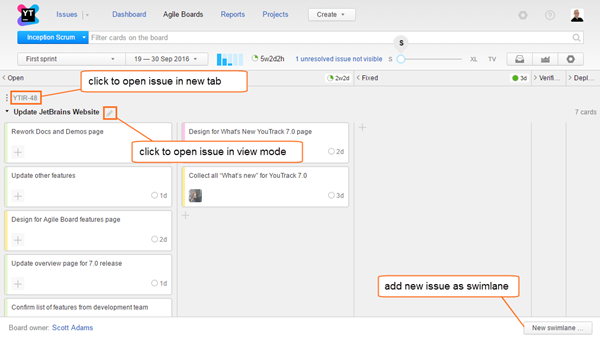 YT
Issues
Dashboard
Agile Boards
Reports
Projects
Create
Inception Scrum
Filter cards on the board
S
First sprint
19 — 30 Sep 2016
5w2d2h
1 unresolved issue not visible
S
XL
TV
Open
2w2d
Fixed
3d
Verifi...
Depl...
click to open issue in new tab
YTIR-48
Update JetBrains Website
7 cards
Rework Docs and Demos page
Design for What's New YouTrack 7.0 page
2d
click to open issue in view mode
Update other features
1d
Collect all "What's new" for YouTrack 7.0
3d
Design for Agile Board features page
2d
Update overview page for 7.0 release
1d
add new issue as swimlane
Confirm list of features from development team
Board owner: Scott Adams
New swimlane ...